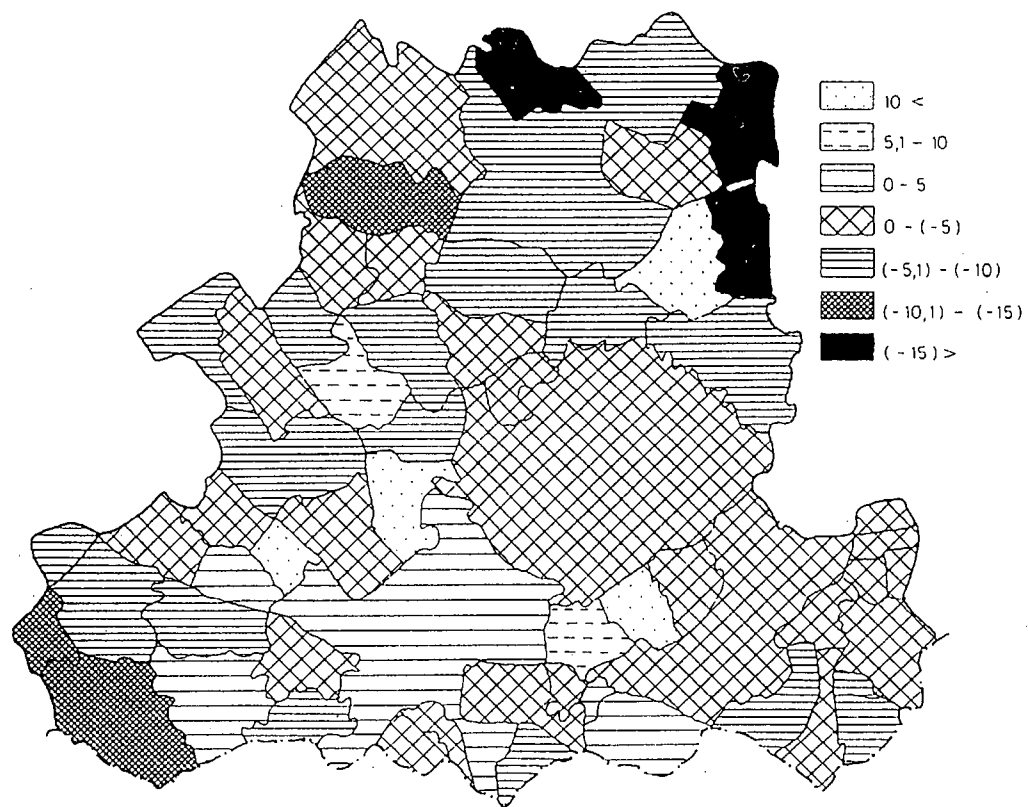 10 <
5,1 - 10
0 - 5
0 - (-5)
(-5,1) - (-10)
(-10,1) - (-15)
(-15) >